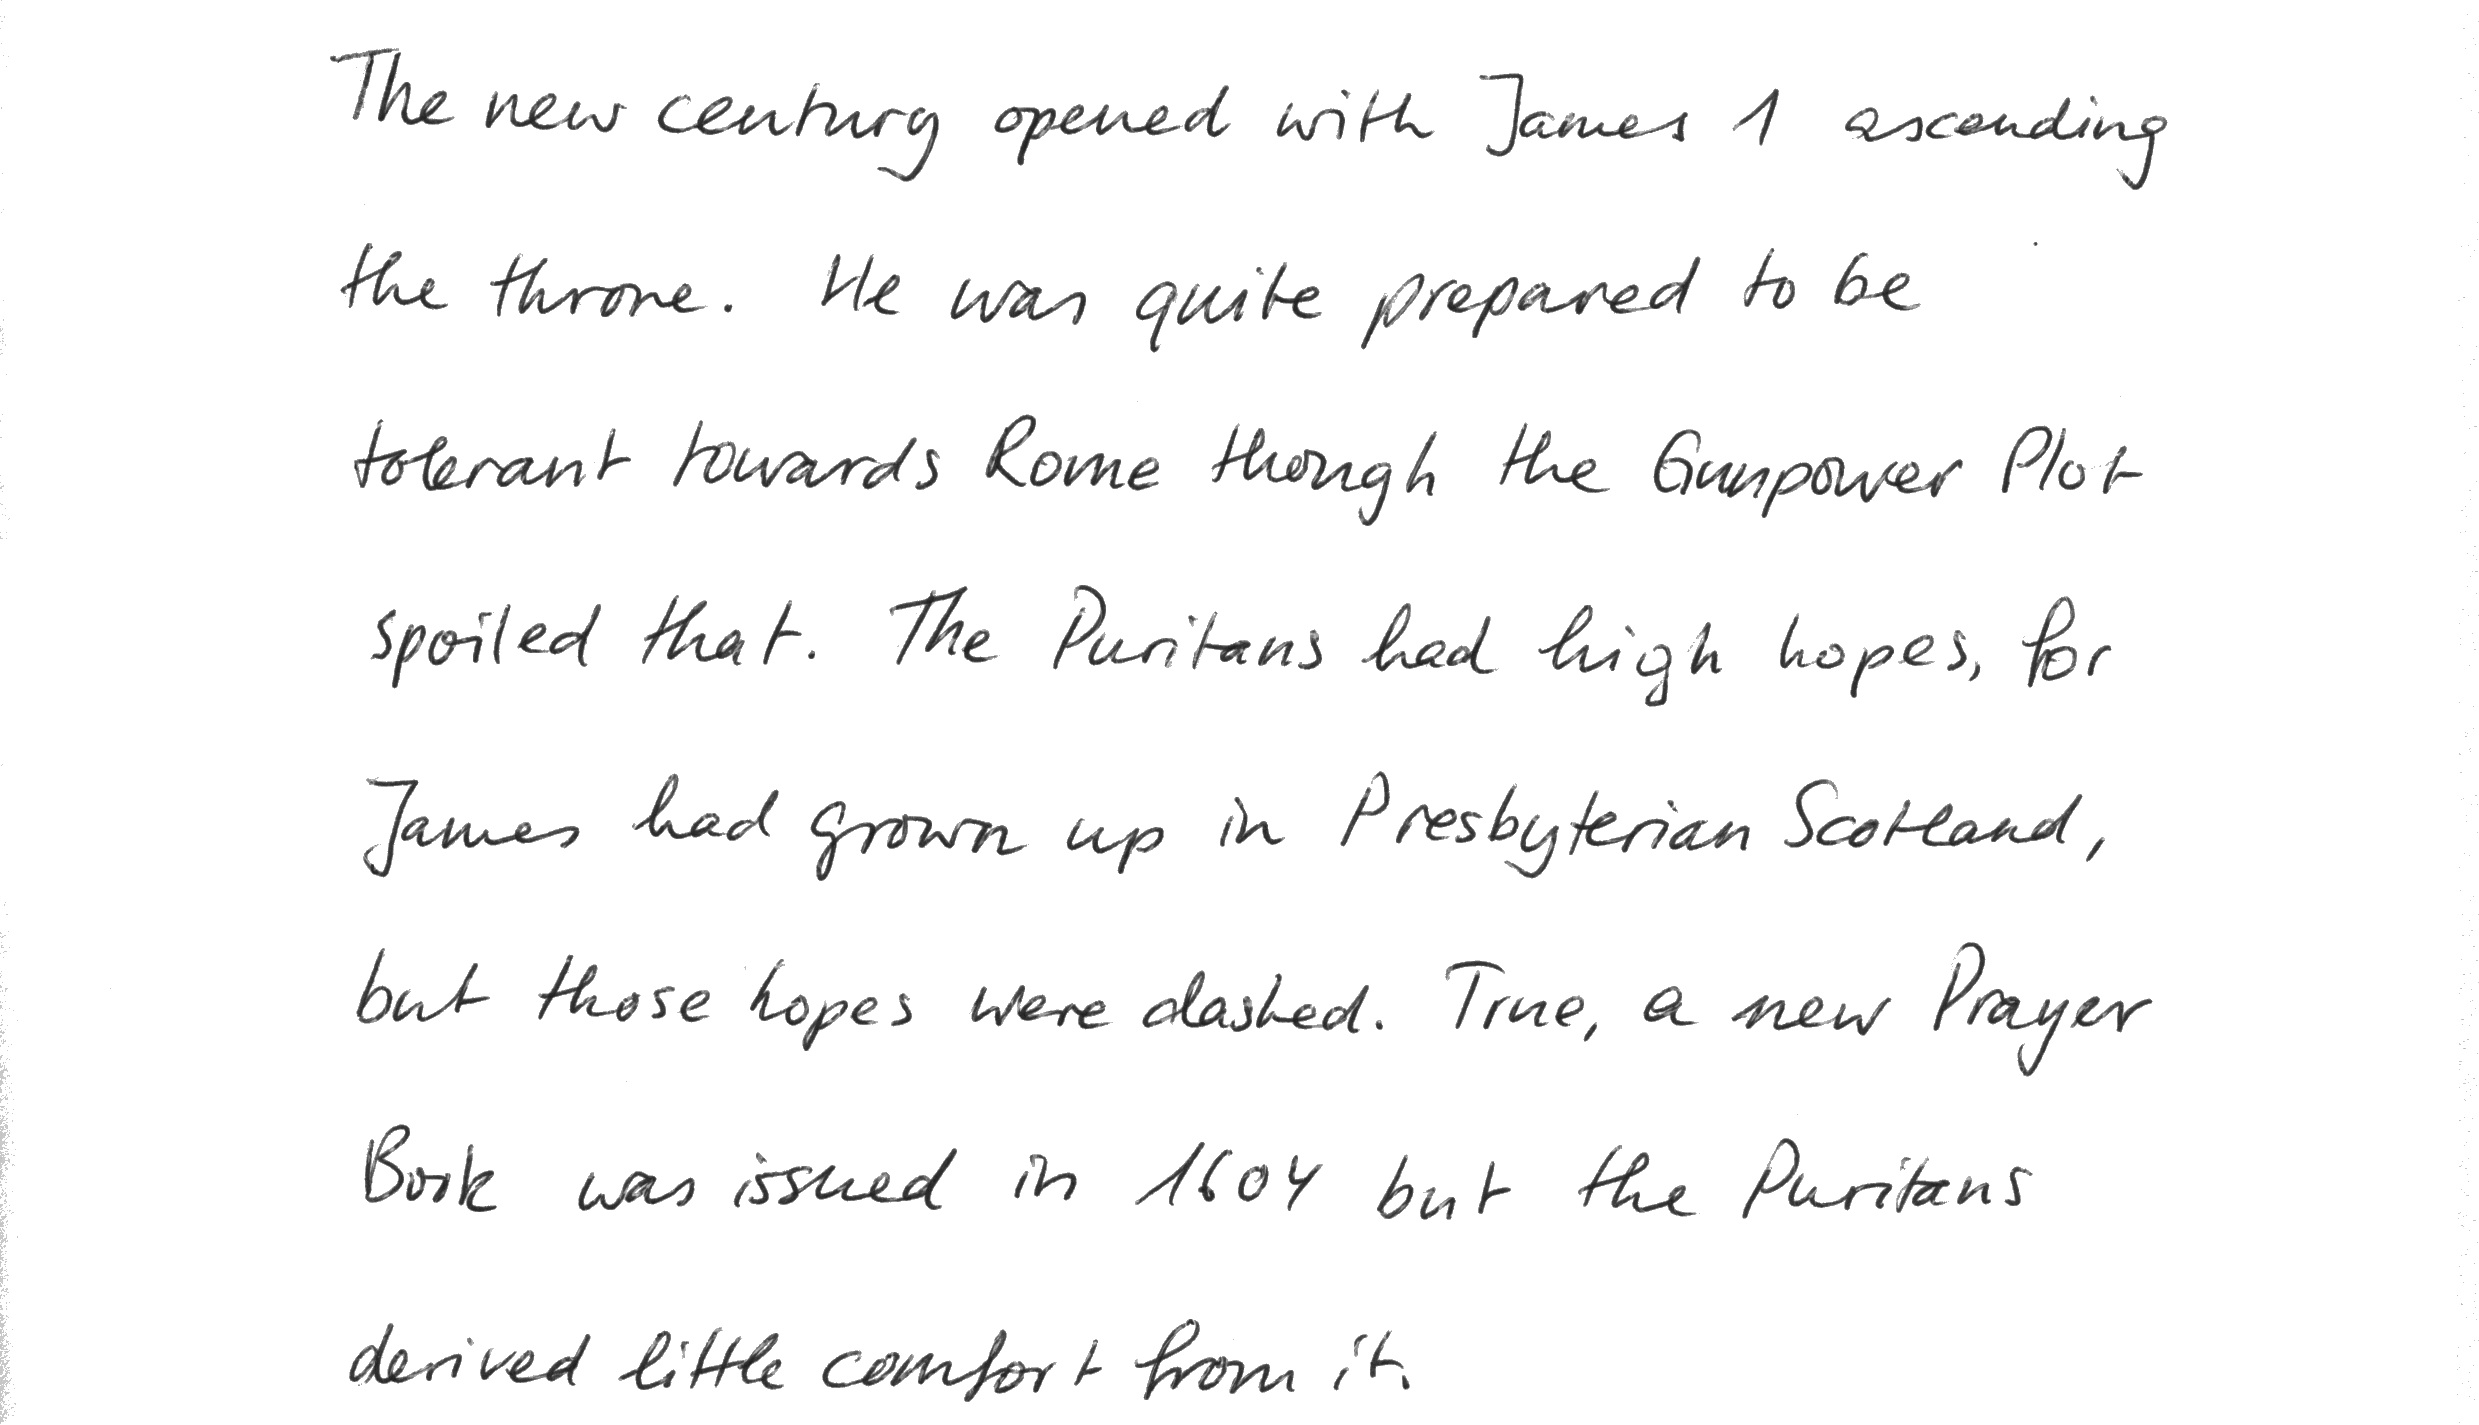 The new century opened with James 1 ascending
the throne. He was quite prepared to be
tolerant towards Rome though the Gunpower Plot
spoiled that. The Puritans had high hopes, for
James had grown up in Presbyterian Scotland,
but those hopes were dashed. True, a new Prayer
Book was issued in 1604 but the Puritans
derived little comfort from it.